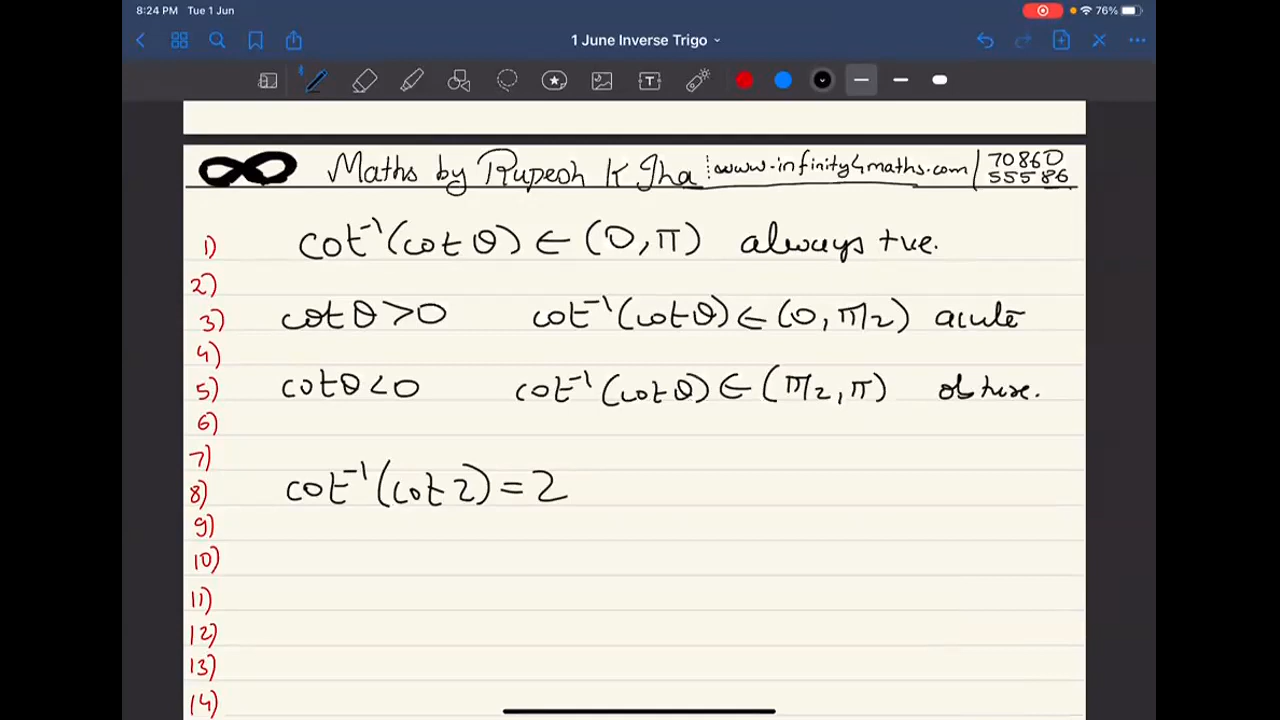 8:24 PM Tue 1 Jun 76%
1 June Inverse Trigo
T
Maths by Rupesh K Jha www.infinity4maths.com / 70860
55586
1) cot⁻¹(cot θ) ∈ (0, π) always +ve.
2)
3) cot θ > 0 cot⁻¹(cot θ) ∈ (0, π/2) acute
4)
5) cot θ < 0 cot⁻¹(cot θ) ∈ (π/2, π) obtuse.
6)
7)
8) cot⁻¹(cot 2) = 2
9)
10)
11)
12)
13)
14)